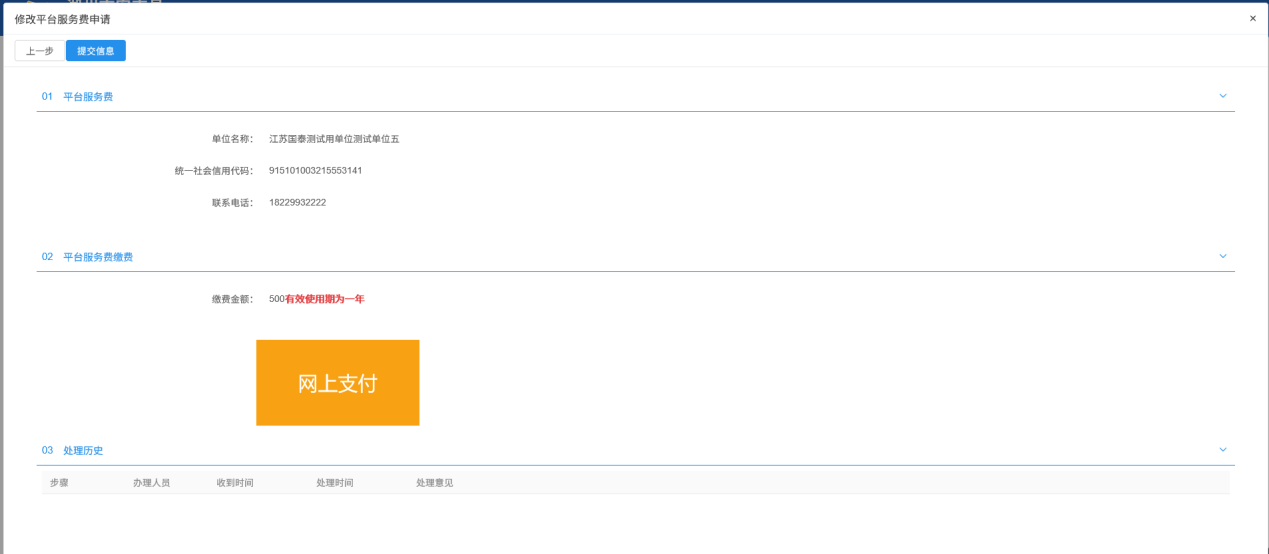 修改平台服务费申请 ×
上一步 提交信息
01 平台服务费
单位名称： 江苏国泰测试用单位测试单位五
统一社会信用代码： 915101003215553141
联系电话： 18229932222
02 平台服务费缴费
缴费金额： 500有效使用期为一年
网上支付
03 处理历史
步骤 办理人员 收到时间 处理时间 处理意见